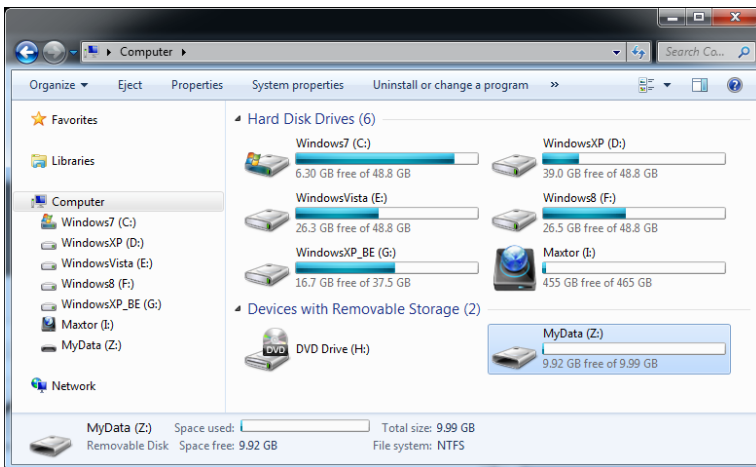 Computer
Search Co...
Organize Eject Properties System properties Uninstall or change a program »
Favorites
Libraries
Computer
Windows7 (C:)
WindowsXP (D:)
WindowsVista (E:)
Windows8 (F:)
WindowsXP_BE (G:)
Maxtor (I:)
MyData (Z:)
Network
Hard Disk Drives (6)
Windows7 (C:)
6.30 GB free of 48.8 GB
WindowsXP (D:)
39.0 GB free of 48.8 GB
WindowsVista (E:)
26.3 GB free of 48.8 GB
Windows8 (F:)
26.5 GB free of 48.8 GB
WindowsXP_BE (G:)
16.7 GB free of 37.5 GB
Maxtor (I:)
455 GB free of 465 GB
Devices with Removable Storage (2)
DVD
DVD Drive (H:)
MyData (Z:)
9.92 GB free of 9.99 GB
MyData (Z:) Space used: Total size: 9.99 GB
Removable Disk Space free: 9.92 GB File system: NTFS